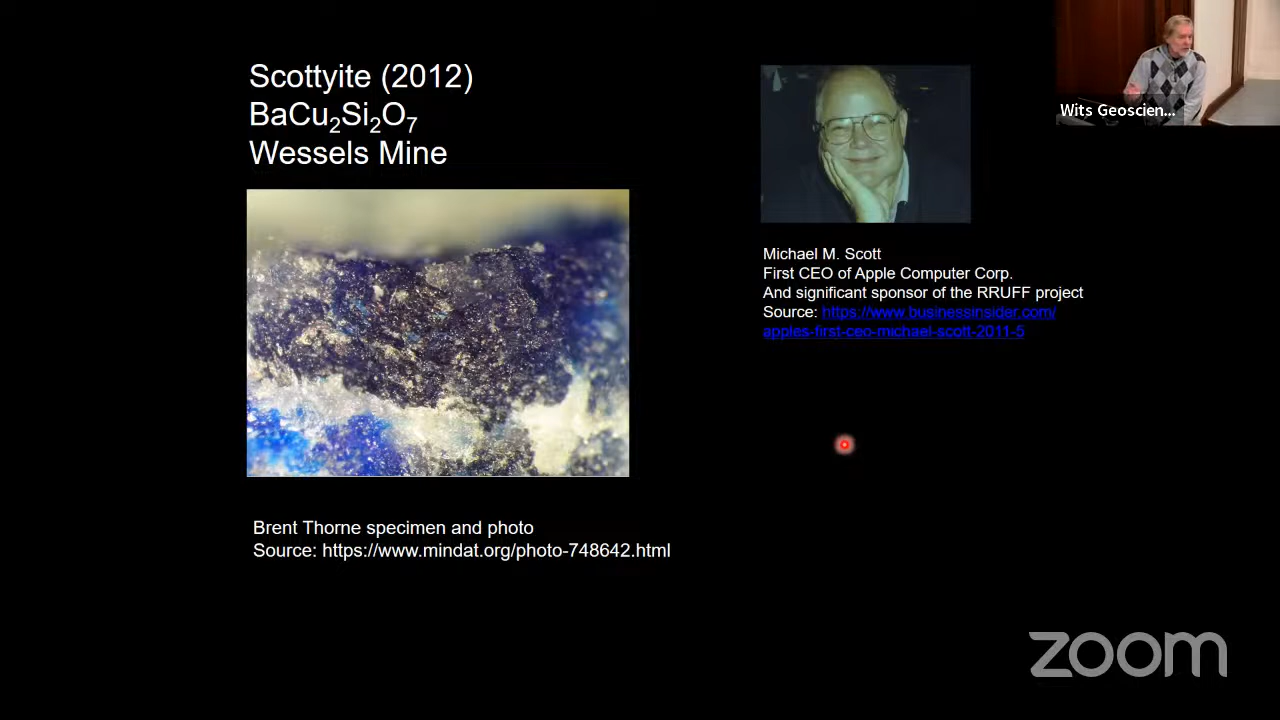 Scottyite (2012)
BaCu₂Si₂O₇
Wessels Mine
Wits Geoscien...
Michael M. Scott
First CEO of Apple Computer Corp.
And significant sponsor of the RRUFF project
Source: https://www.businessinsider.com/
apples-first-ceo-michael-scott-2011-5
Brent Thorne specimen and photo
Source: https://www.mindat.org/photo-748642.html
zoom